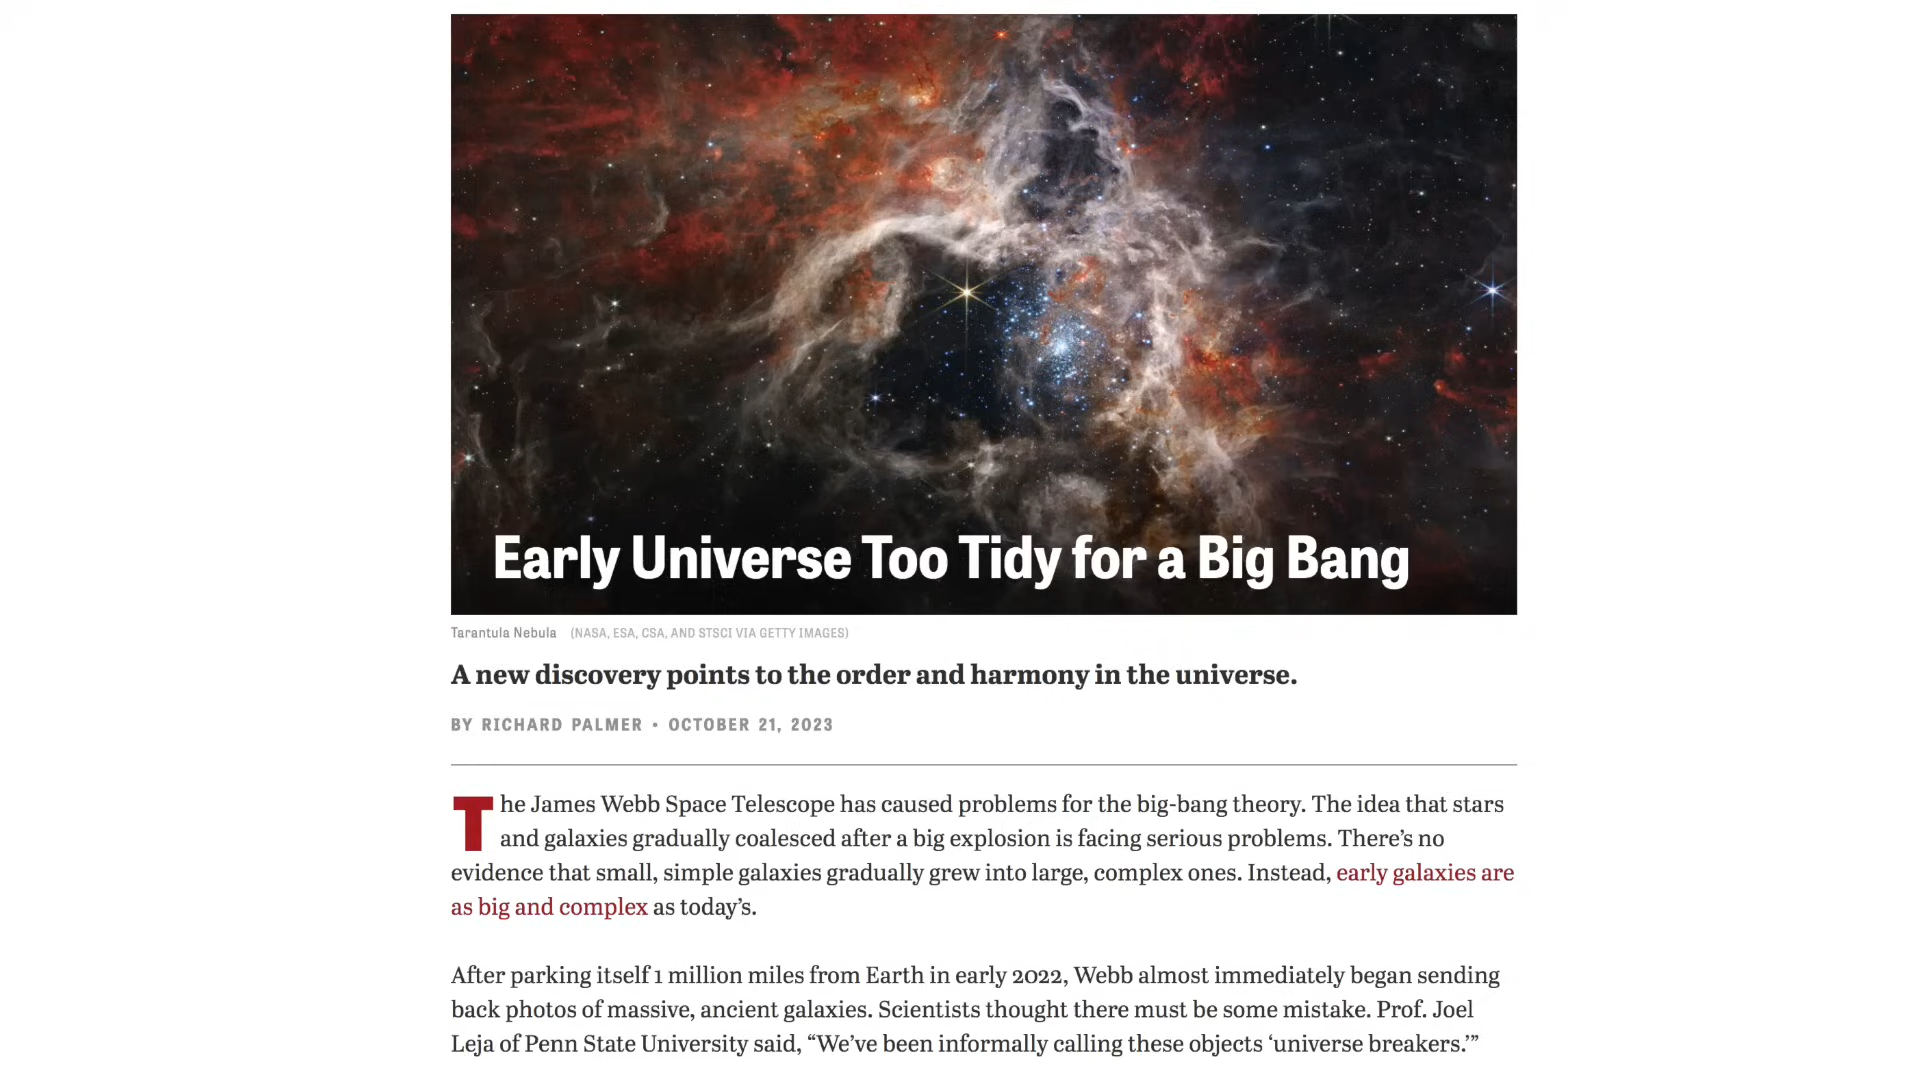 Early Universe Too Tidy for a Big Bang
Tarantula Nebula (NASA, ESA, CSA, AND STSCI VIA GETTY IMAGES)
A new discovery points to the order and harmony in the universe.
BY RICHARD PALMER • OCTOBER 21, 2023
The James Webb Space Telescope has caused problems for the big-bang theory. The idea that stars
and galaxies gradually coalesced after a big explosion is facing serious problems. There’s no
evidence that small, simple galaxies gradually grew into large, complex ones. Instead, early galaxies are
as big and complex as today’s.
After parking itself 1 million miles from Earth in early 2022, Webb almost immediately began sending
back photos of massive, ancient galaxies. Scientists thought there must be some mistake. Prof. Joel
Leja of Penn State University said, “We’ve been informally calling these objects ‘universe breakers.’”